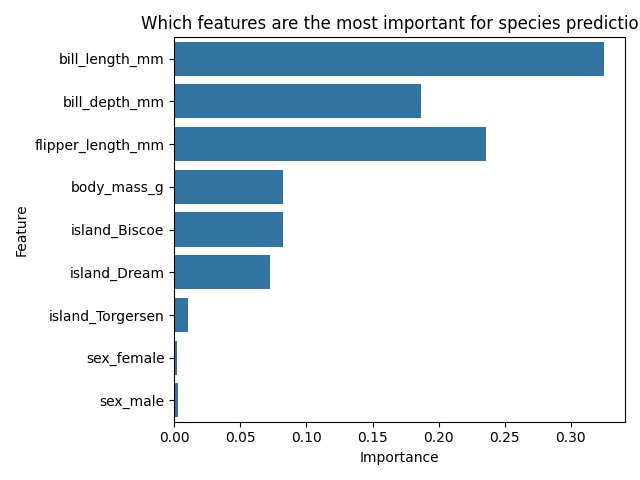 Which features are the most important for species predictio
bill_length_mm
bill_depth_mm
flipper_length_mm
body_mass_g
island_Biscoe
island_Dream
island_Torgersen
sex_female
sex_male
Feature
0.00 0.05 0.10 0.15 0.20 0.25 0.30
Importance